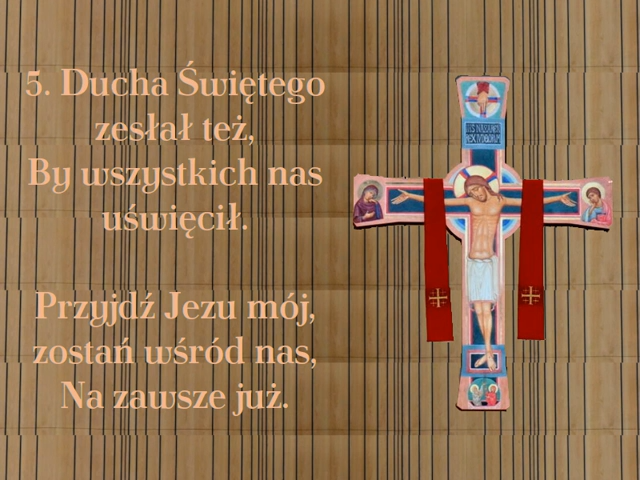 5. Ducha Świętego
zesłał też,
By wszystkich nas
uświęcił.
Przyjdź Jezu mój,
zostań wśród nas,
Na zawsze już.